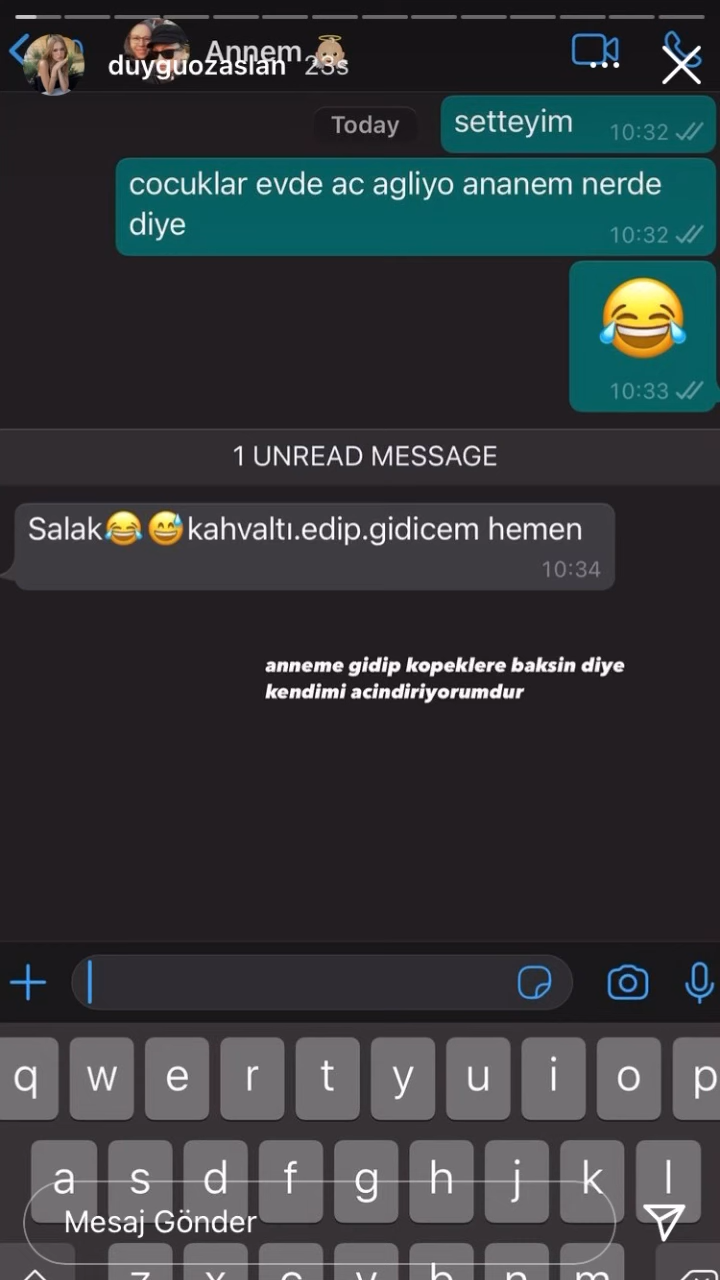 Annem
duyguozaslan 23s
Today
setteyim 10:32
cocuklar evde ac agliyo ananem nerde
diye
10:32
😂
10:33
1 UNREAD MESSAGE
Salak😂😅kahvaltı.edip.gidicem hemen
10:34
anneme gidip kopeklere baksin diye
kendimi acindiriyorumdur
q w e r t y u i o p
a s d f g h j k l
Mesaj Gönder
z x c v b n m